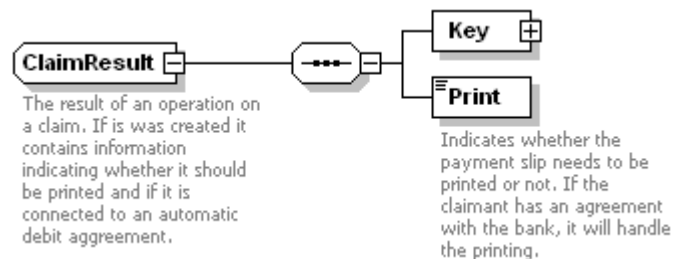 Key
ClaimResult
Print
The result of an operation on
a claim. If is was created it
contains information
indicating whether it should
be printed and if it is
connected to an automatic
debit aggreement.
Indicates whether the
payment slip needs to be
printed or not. If the
claimant has an agreement
with the bank, it will handle
the printing.